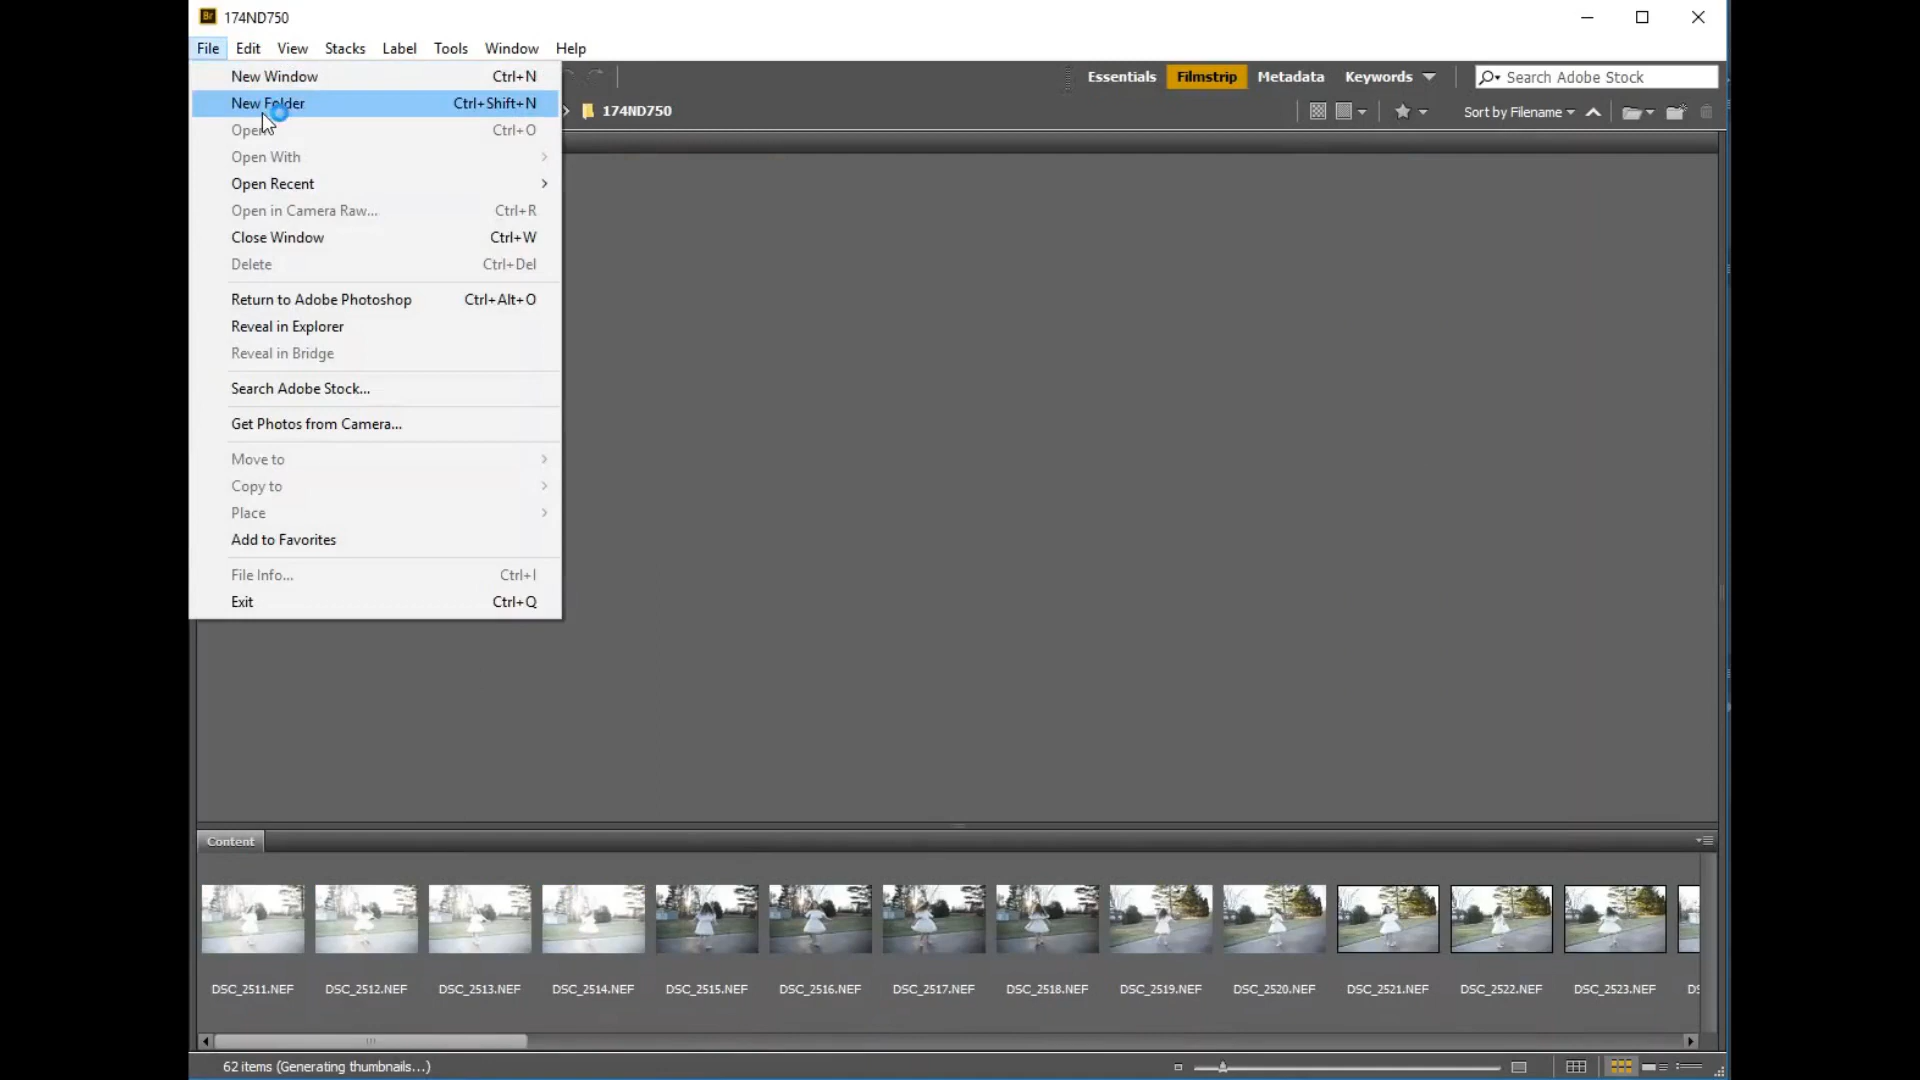 Br 174ND750
File Edit View Stacks Label Tools Window Help
New Window Ctrl+N
New Folder Ctrl+Shift+N
Open Ctrl+O
Open With
Open Recent
Open in Camera Raw... Ctrl+R
Close Window Ctrl+W
Delete Ctrl+Del
Return to Adobe Photoshop Ctrl+Alt+O
Reveal in Explorer
Reveal in Bridge
Search Adobe Stock...
Get Photos from Camera...
Move to
Copy to
Place
Add to Favorites
File Info... Ctrl+I
Exit Ctrl+Q
Essentials Filmstrip Metadata Keywords Search Adobe Stock
174ND750 Sort by Filename
Content
DSC_2511.NEF DSC_2512.NEF DSC_2513.NEF DSC_2514.NEF DSC_2515.NEF DSC_2516.NEF DSC_2517.NEF DSC_2518.NEF DSC_2519.NEF DSC_2520.NEF DSC_2521.NEF DSC_2522.NEF DSC_2523.NEF
62 items (Generating thumbnails...)